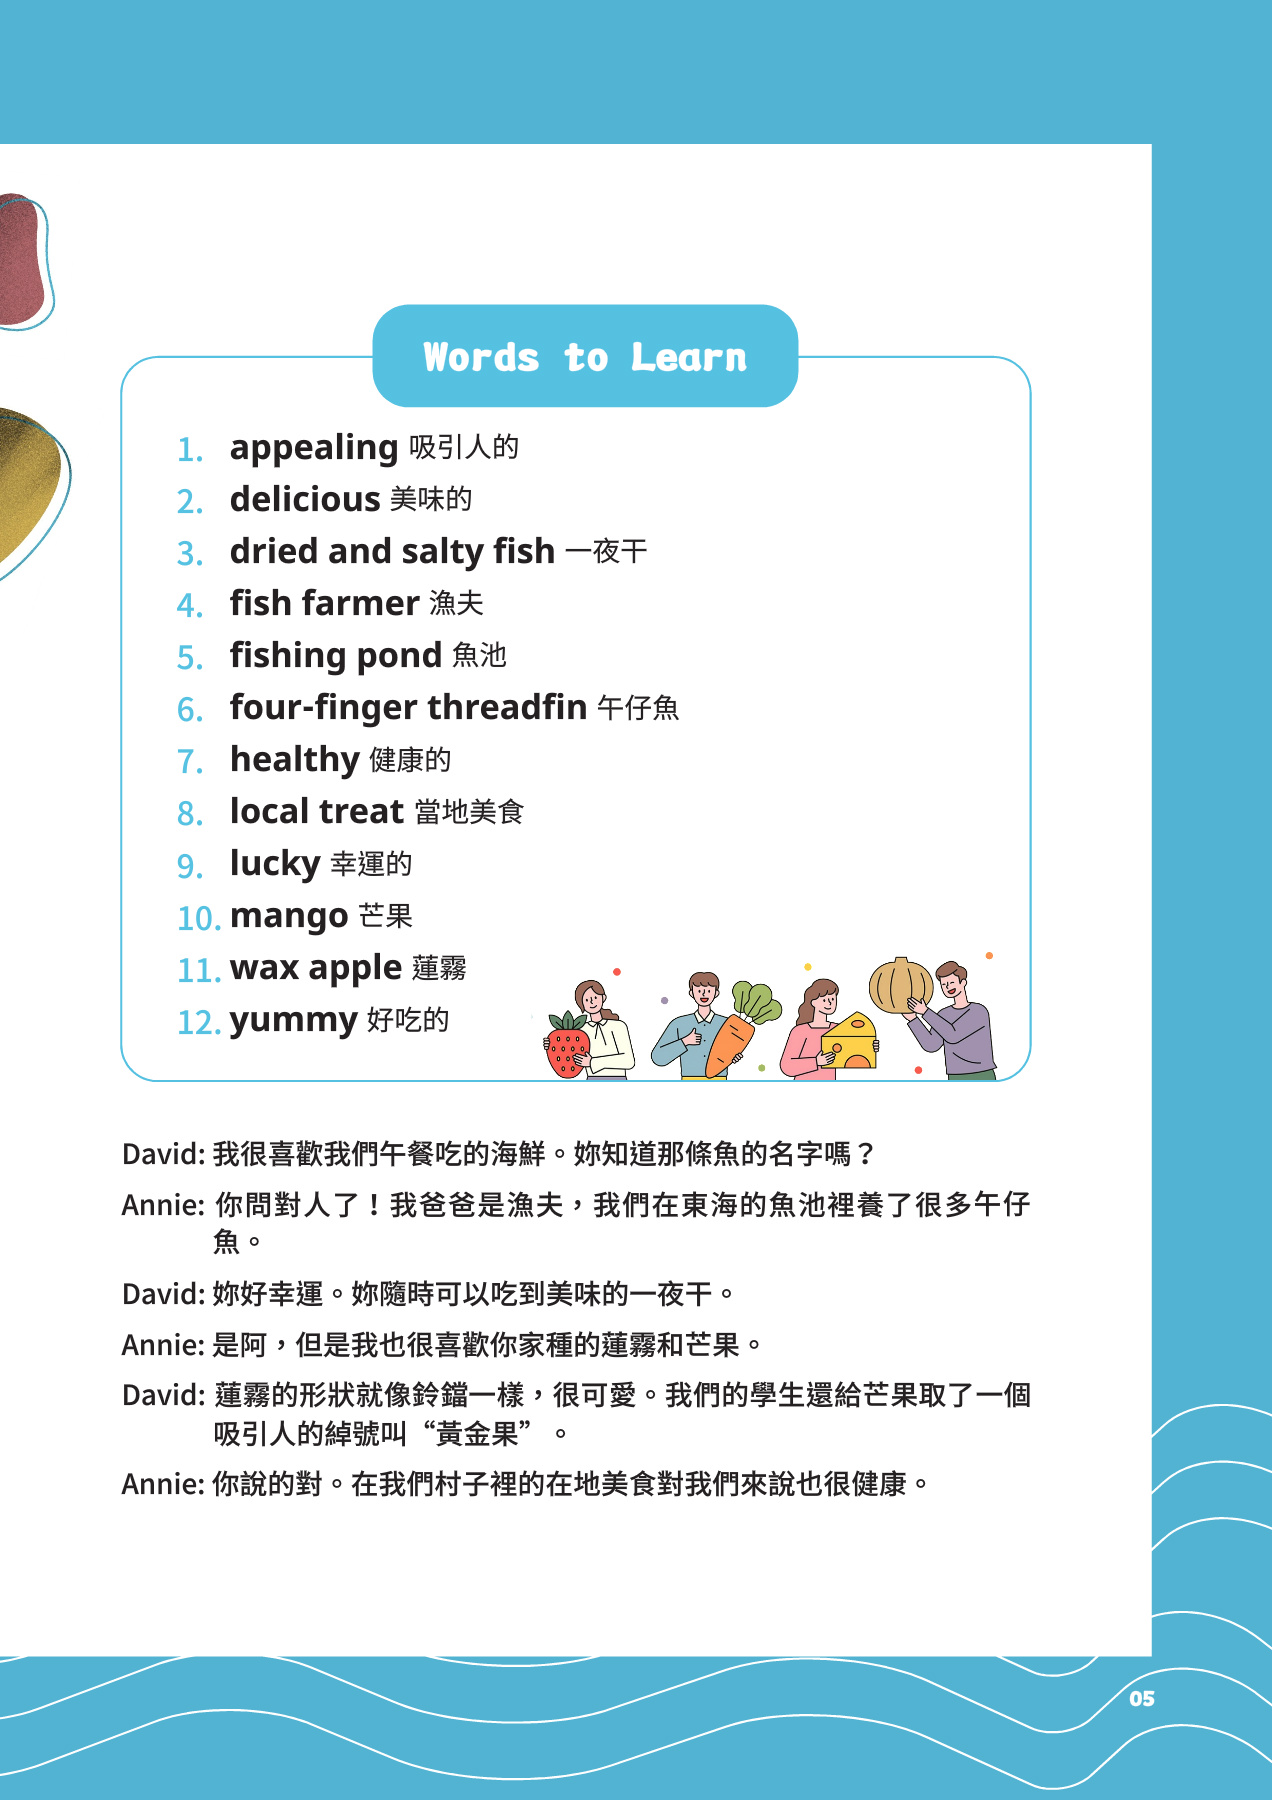 Words to Learn
1. appealing 吸引人的
2. delicious 美味的
3. dried and salty fish 一夜干
4. fish farmer 漁夫
5. fishing pond 魚池
6. four-finger threadfin 午仔魚
7. healthy 健康的
8. local treat 當地美食
9. lucky 幸運的
10. mango 芒果
11. wax apple 蓮霧
12. yummy 好吃的
David: 我很喜歡我們午餐吃的海鮮。妳知道那條魚的名字嗎？
Annie: 你問對人了！我爸爸是漁夫，我們在東海的魚池裡養了很多午仔
魚。
David: 妳好幸運。妳隨時可以吃到美味的一夜干。
Annie: 是阿，但是我也很喜歡你家種的蓮霧和芒果。
David: 蓮霧的形狀就像鈴鐺一樣，很可愛。我們的學生還給芒果取了一個
吸引人的綽號叫“黃金果”。
Annie: 你說的對。在我們村子裡的在地美食對我們來說也很健康。
05